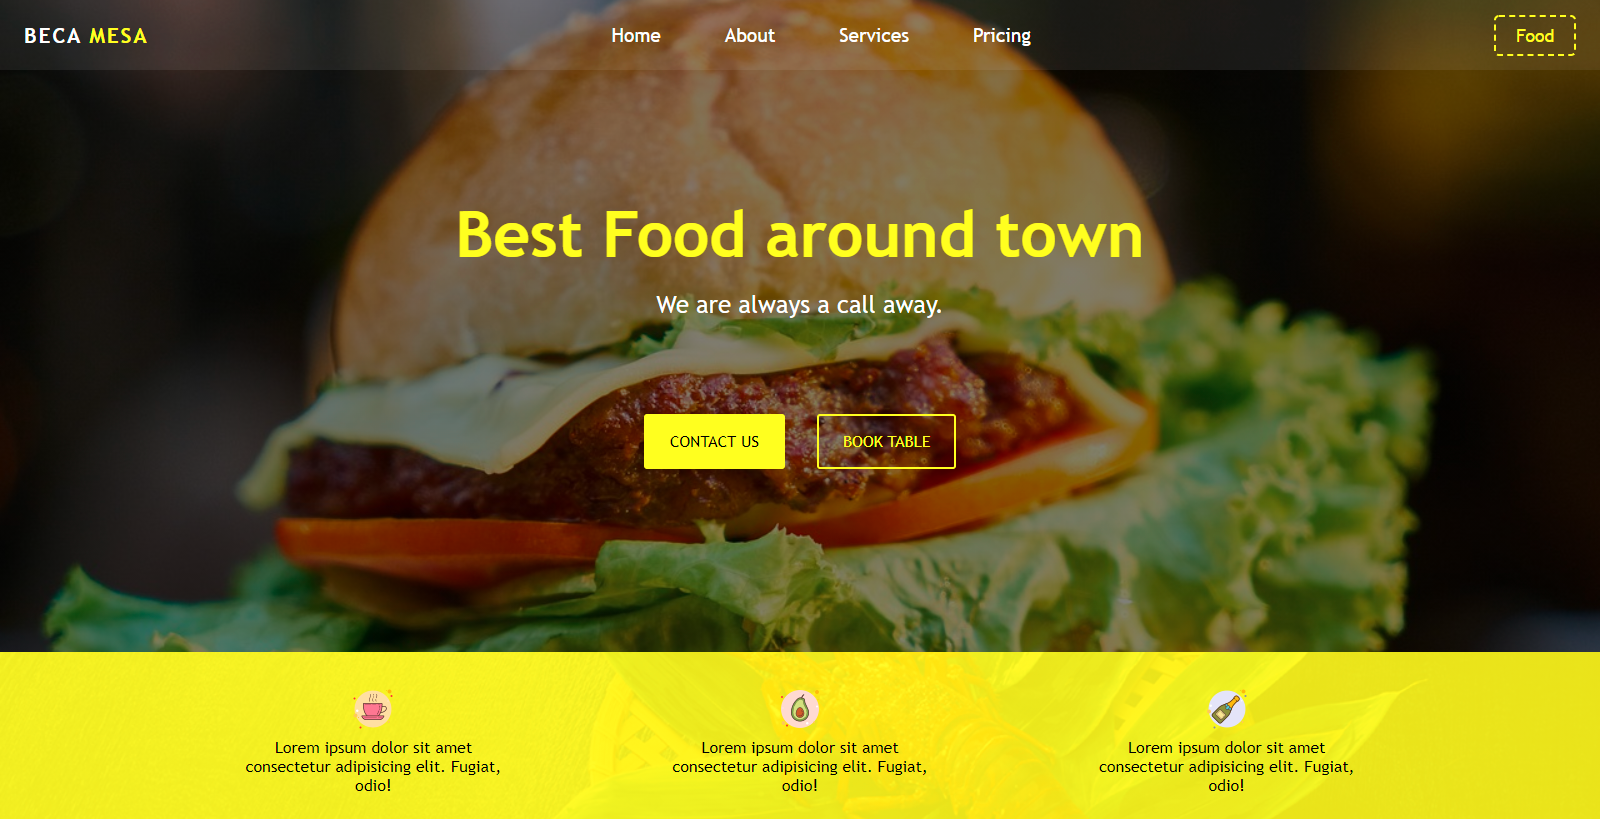 BECA MESA
Home
About
Services
Pricing
Food
Best Food around town
We are always a call away.
CONTACT US
BOOK TABLE
Lorem ipsum dolor sit amet
consectetur adipisicing elit. Fugiat,
odio!
Lorem ipsum dolor sit amet
consectetur adipisicing elit. Fugiat,
odio!
Lorem ipsum dolor sit amet
consectetur adipisicing elit. Fugiat,
odio!